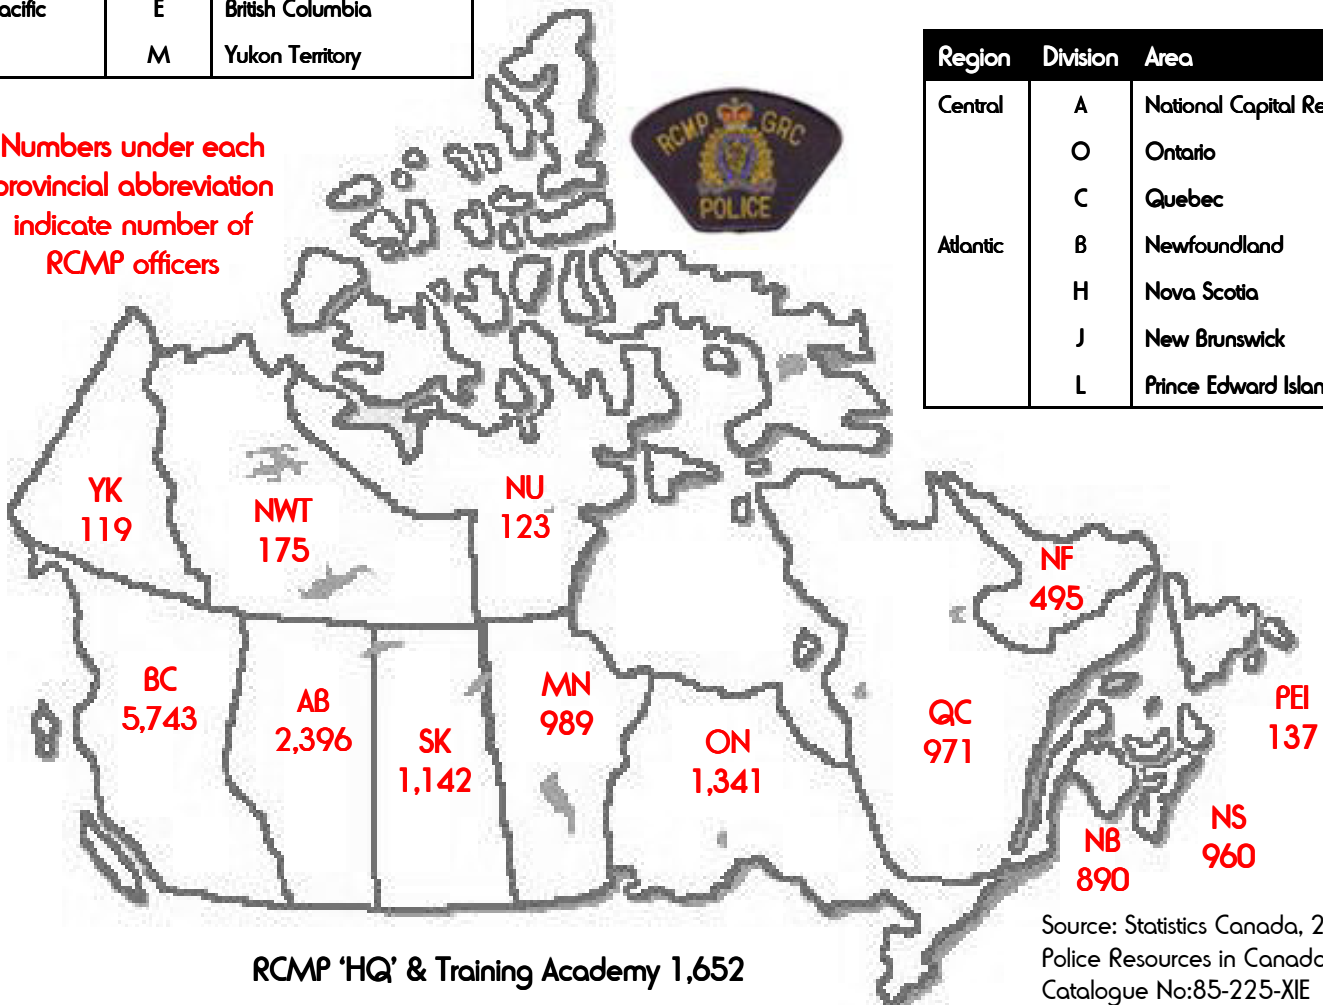 acific E British Columbia
M Yukon Territory
Numbers under each
provincial abbreviation
indicate number of
RCMP officers
RCMP GRC
POLICE
Region Division Area
Central A National Capital Re
O Ontario
C Quebec
Atlantic B Newfoundland
H Nova Scotia
J New Brunswick
L Prince Edward Islan
YK
119
NWT
175
NU
123
NF
495
BC
5,743
AB
2,396
SK
1,142
MN
989
ON
1,341
QC
971
PEI
137
NS
960
NB
890
RCMP ‘HQ’ & Training Academy 1,652
Source: Statistics Canada, 2
Police Resources in Canada
Catalogue No:85-225-XIE